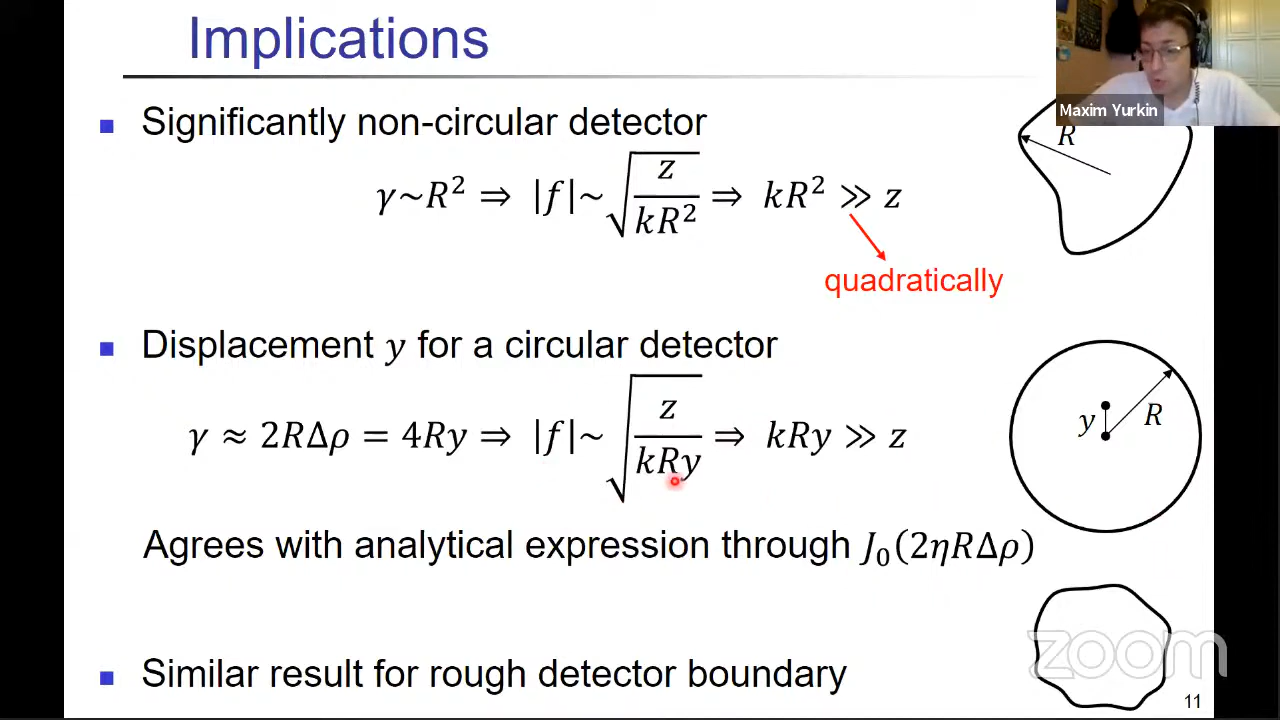 Implications
Maxim Yurkin
■ Significantly non-circular detector
R
γ~R² ⇒ |f|~√(z/kR²) ⇒ kR² ≫ z
quadratically
■ Displacement y for a circular detector
γ ≈ 2RΔρ = 4Ry ⇒ |f|~√(z/kRy) ⇒ kRy ≫ z
y R
Agrees with analytical expression through J₀(2ηRΔρ)
■ Similar result for rough detector boundary
zoom
11